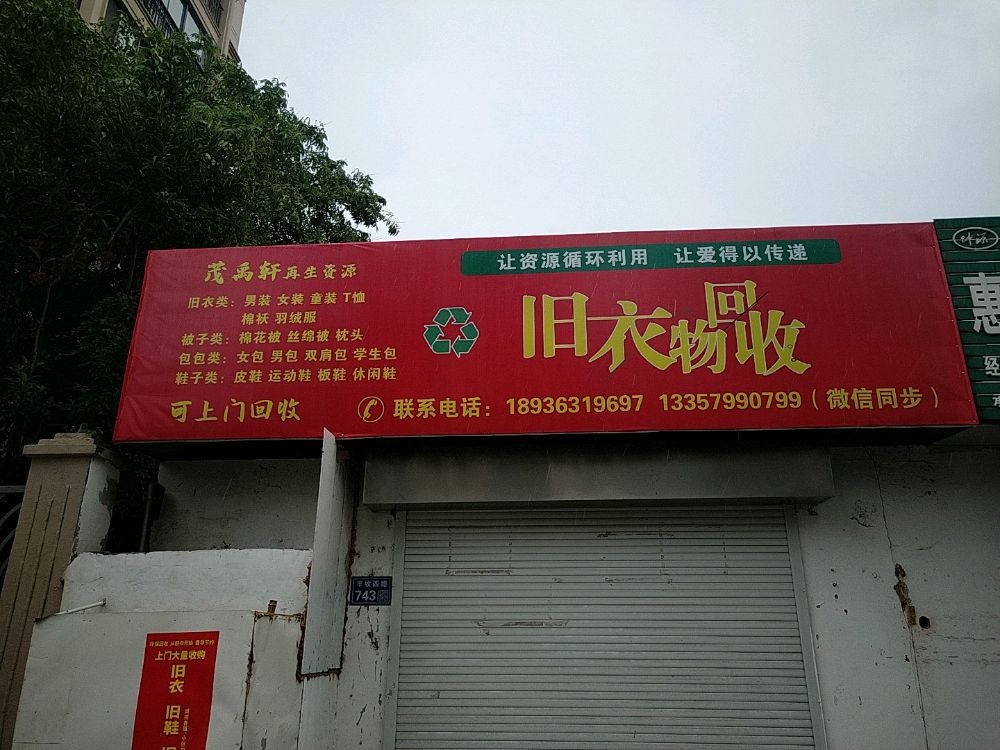 茂禹轩再生资源
旧衣类：男装 女装 童装 T恤
棉袄 羽绒服
被子类：棉花被 丝绵被 枕头
包包类：女包 男包 双肩包 学生包
鞋子类：皮鞋 运动鞋 板鞋 休闲鞋
可上门回收
让资源循环利用 让爱得以传递
旧衣物回收
联系电话：18936319697 13357990799（微信同步）
惠
丰收西路
743
上门大量收购
旧衣
旧鞋